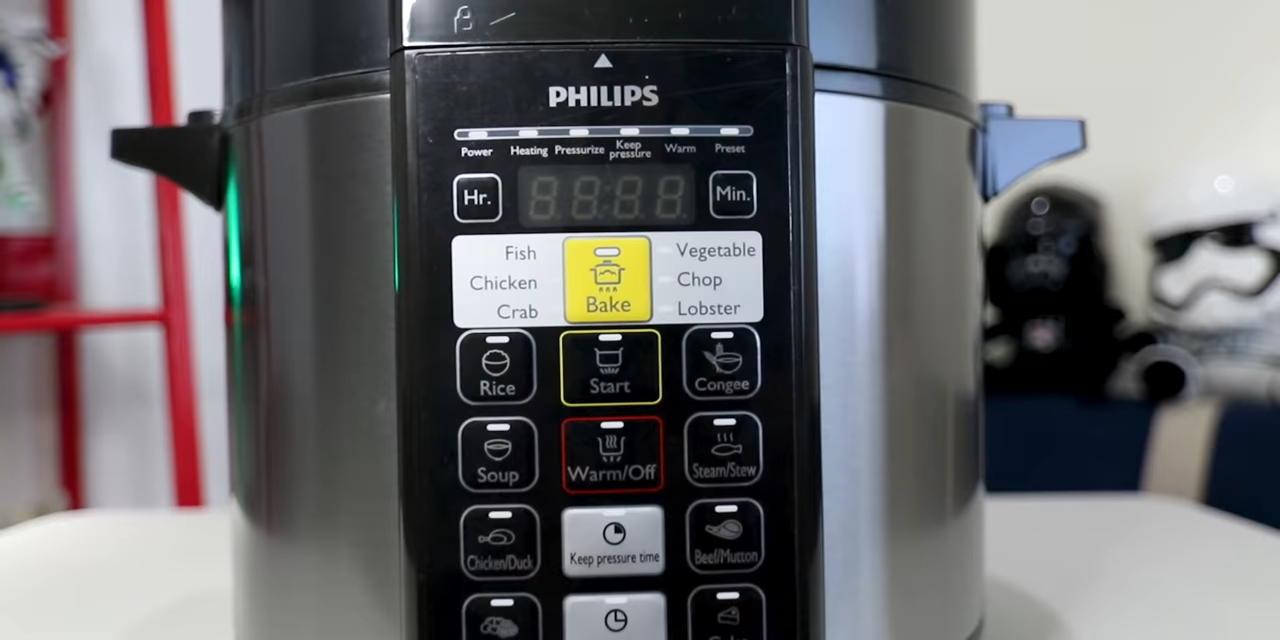 PHILIPS
Power Heating Pressurize Keep pressure Warm Preset
Hr. Min.
Fish Vegetable
Chicken Chop
Crab Bake Lobster
Rice Start Congee
Soup Warm/Off Steam/Stew
Chicken/Duck Keep pressure time Beef/Mutton